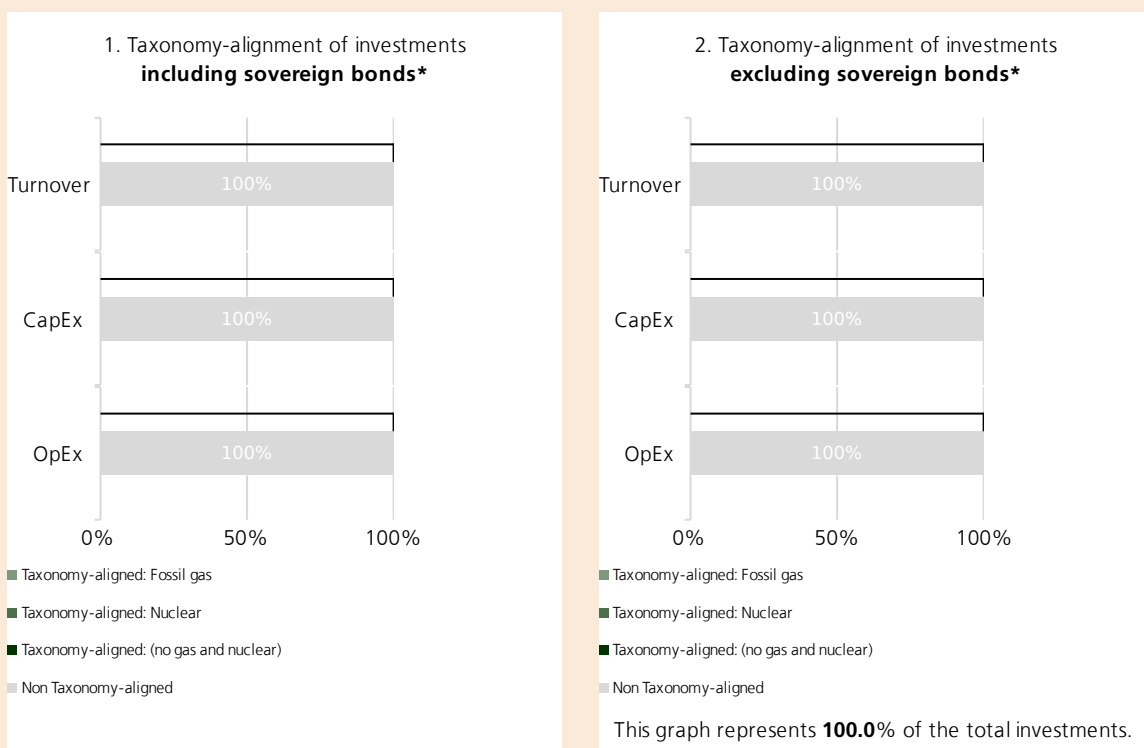 1. Taxonomy-alignment of investments
including sovereign bonds*
Turnover
100%
CapEx
100%
OpEx
100%
0%
50%
100%
Taxonomy-aligned: Fossil gas
Taxonomy-aligned: Nuclear
Taxonomy-aligned: (no gas and nuclear)
Non Taxonomy-aligned
2. Taxonomy-alignment of investments
excluding sovereign bonds*
Turnover
100%
CapEx
100%
OpEx
100%
0%
50%
100%
Taxonomy-aligned: Fossil gas
Taxonomy-aligned: Nuclear
Taxonomy-aligned: (no gas and nuclear)
Non Taxonomy-aligned
This graph represents 100.0% of the total investments.